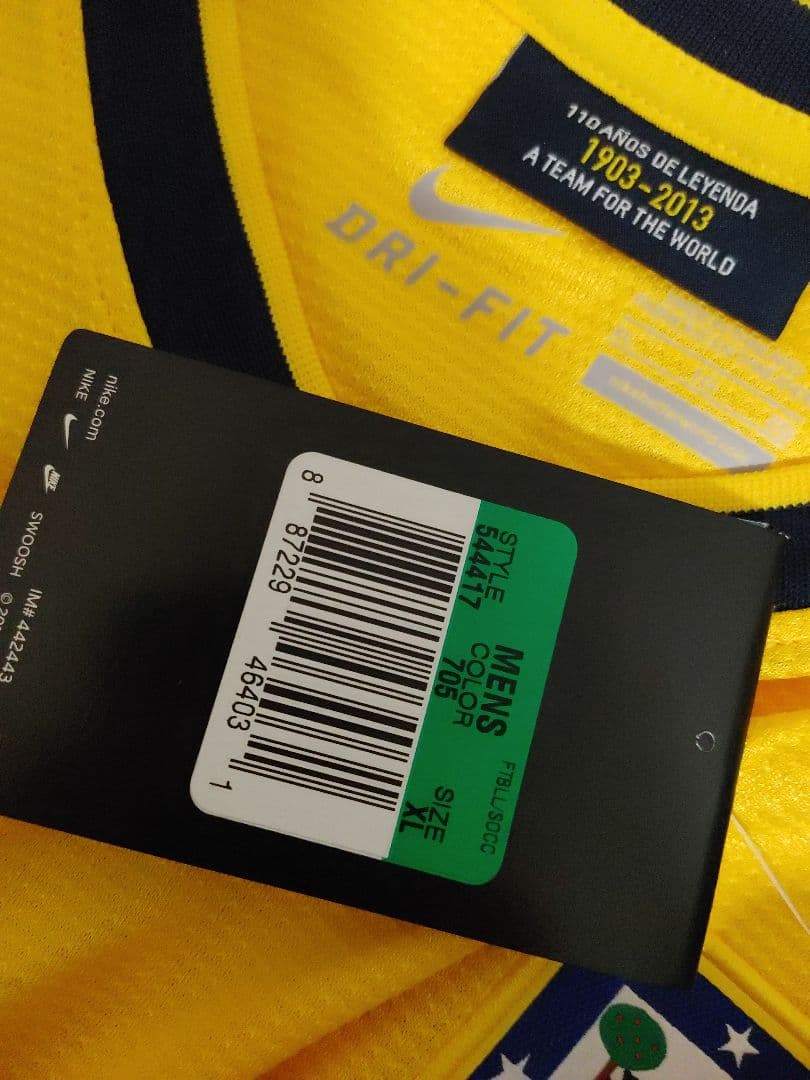 110 AÑOS DE LEYENDA
1903-2013
A TEAM FOR THE WORLD
DRI-FIT
nike.com
NIKE
SWOOSH
IM# 442443
MENS
FTBLL/SOCC
STYLE
544417
COLOR
705
SIZE
XL
8 87229 46403 1